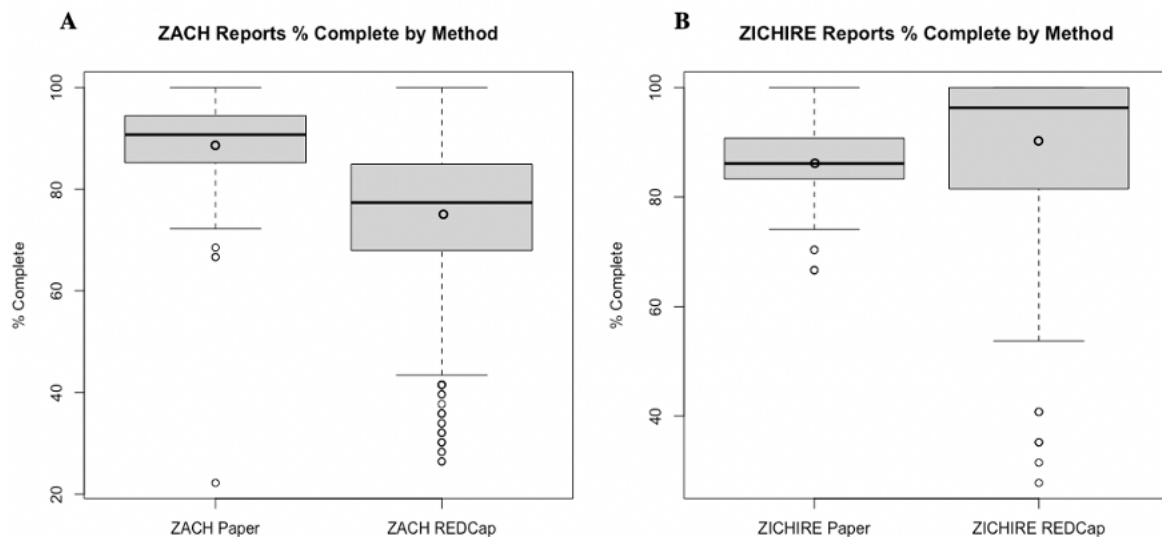 A
ZACH Reports % Complete by Method
% Complete
100
80
60
40
20
ZACH Paper
ZACH REDCap
B
ZICHIRE Reports % Complete by Method
% Complete
100
80
60
40
ZICHIRE Paper
ZICHIRE REDCap